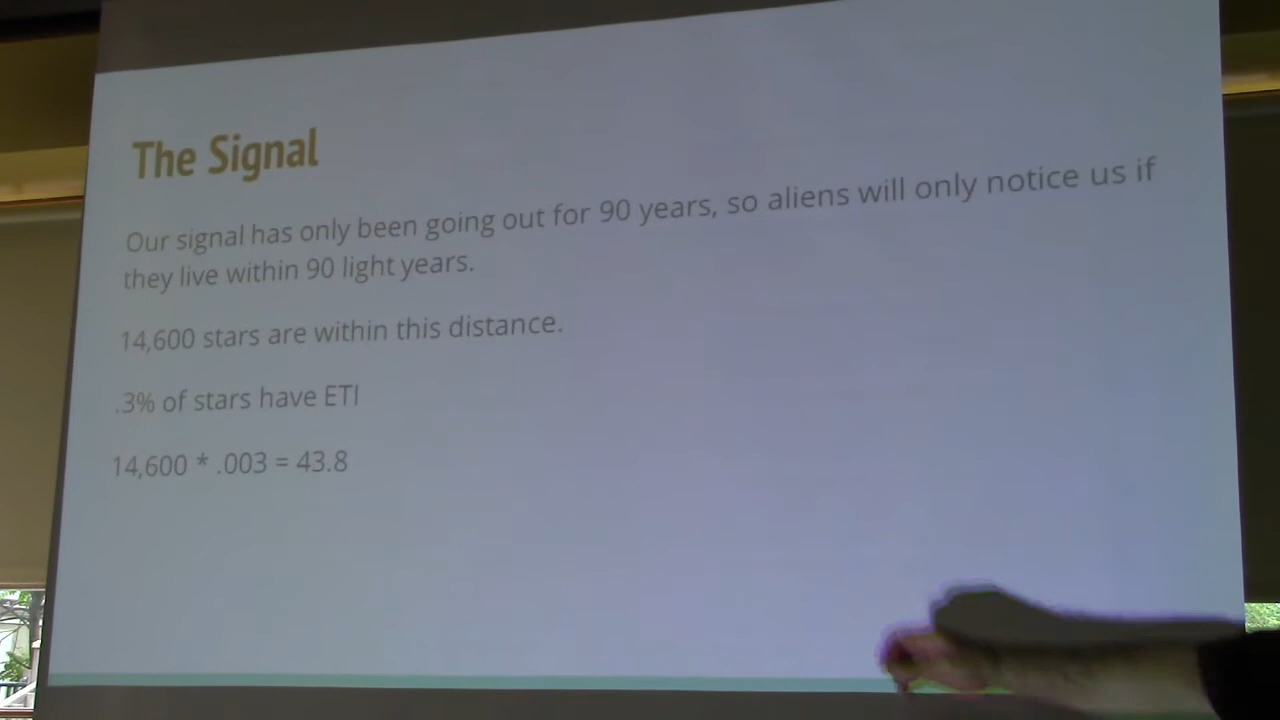 The Signal
Our signal has only been going out for 90 years, so aliens will only notice us if
they live within 90 light years.
14,600 stars are within this distance.
.3% of stars have ETI
14,600 * .003 = 43.8